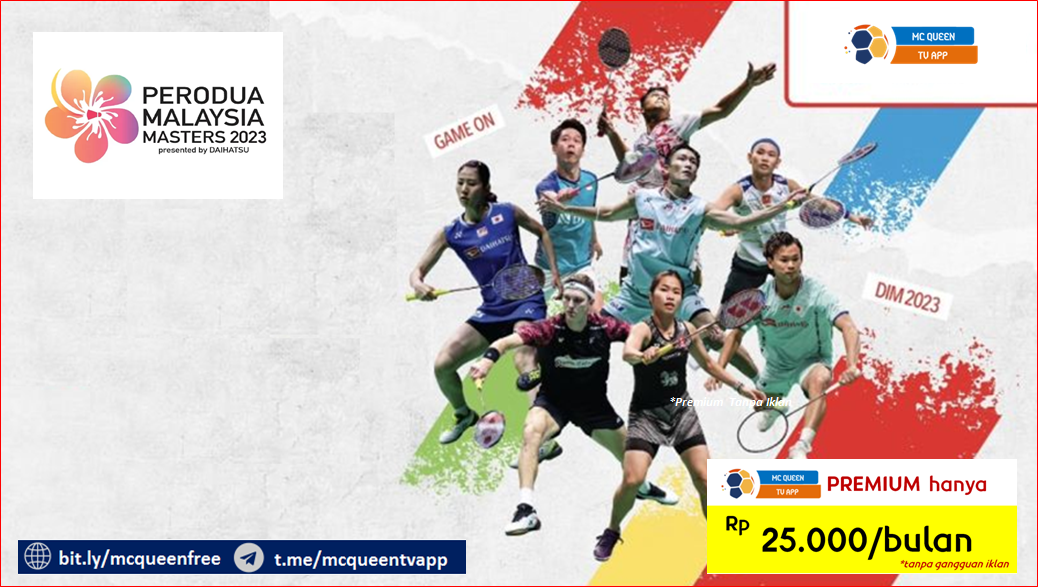 MC QUEEN
TV APP
PERODUA
MALAYSIA
MASTERS 2023
presented by DAIHATSU
GAME ON
DAIHATSU
DIM 2023
*Premium Tanpa Iklan
MC QUEEN
TV APP
PREMIUM hanya
Rp 25.000/bulan
*tanpa gangguan iklan
bit.ly/mcqueenfree
t.me/mcqueentvapp